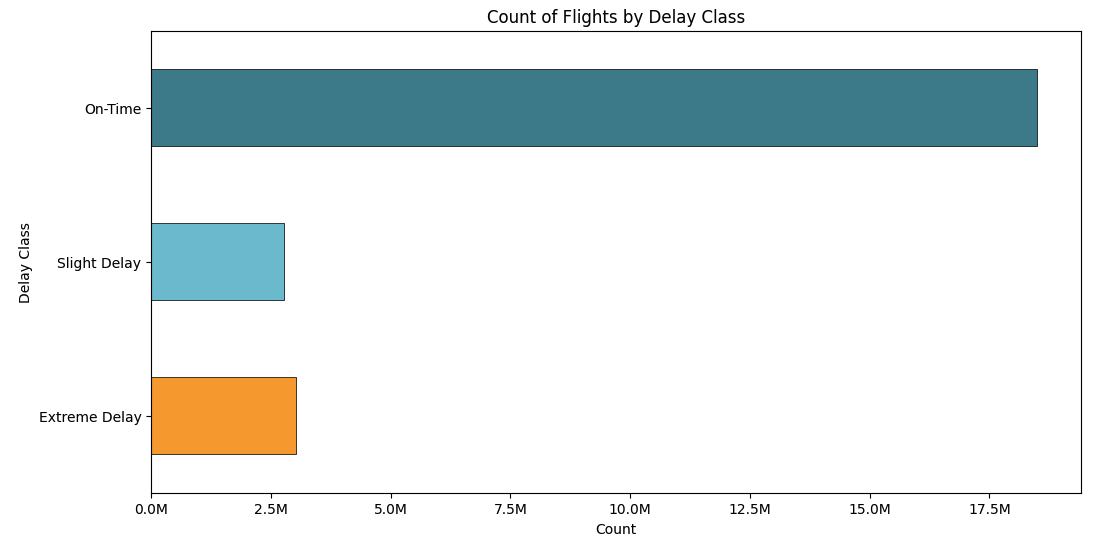 Count of Flights by Delay Class
Delay Class
On-Time
Slight Delay
Extreme Delay
0.0M 2.5M 5.0M 7.5M 10.0M 12.5M 15.0M 17.5M
Count